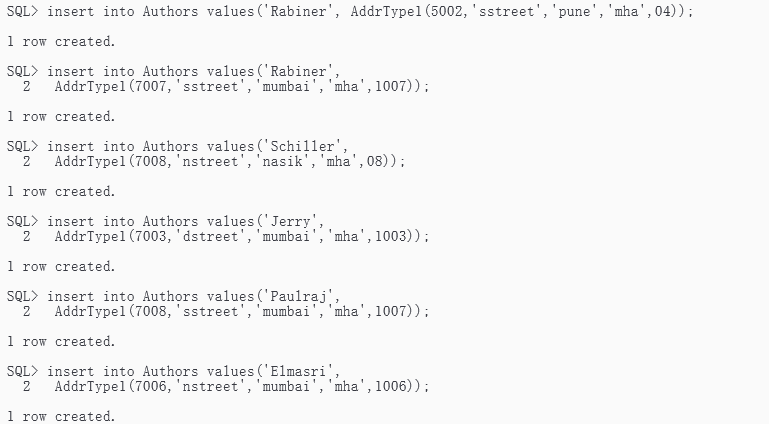 SQL> insert into Authors values('Rabiner', AddrType1(5002,'sstreet','pune','mha',04));
1 row created.
SQL> insert into Authors values('Rabiner',
2 AddrType1(7007,'sstreet','mumbai','mha',1007));
1 row created.
SQL> insert into Authors values('Schiller',
2 AddrType1(7008,'nstreet','nasik','mha',08));
1 row created.
SQL> insert into Authors values('Jerry',
2 AddrType1(7003,'dstreet','mumbai','mha',1003));
1 row created.
SQL> insert into Authors values('Paulraj',
2 AddrType1(7008,'sstreet','mumbai','mha',1007));
1 row created.
SQL> insert into Authors values('Elmasri',
2 AddrType1(7006,'nstreet','mumbai','mha',1006));
1 row created.